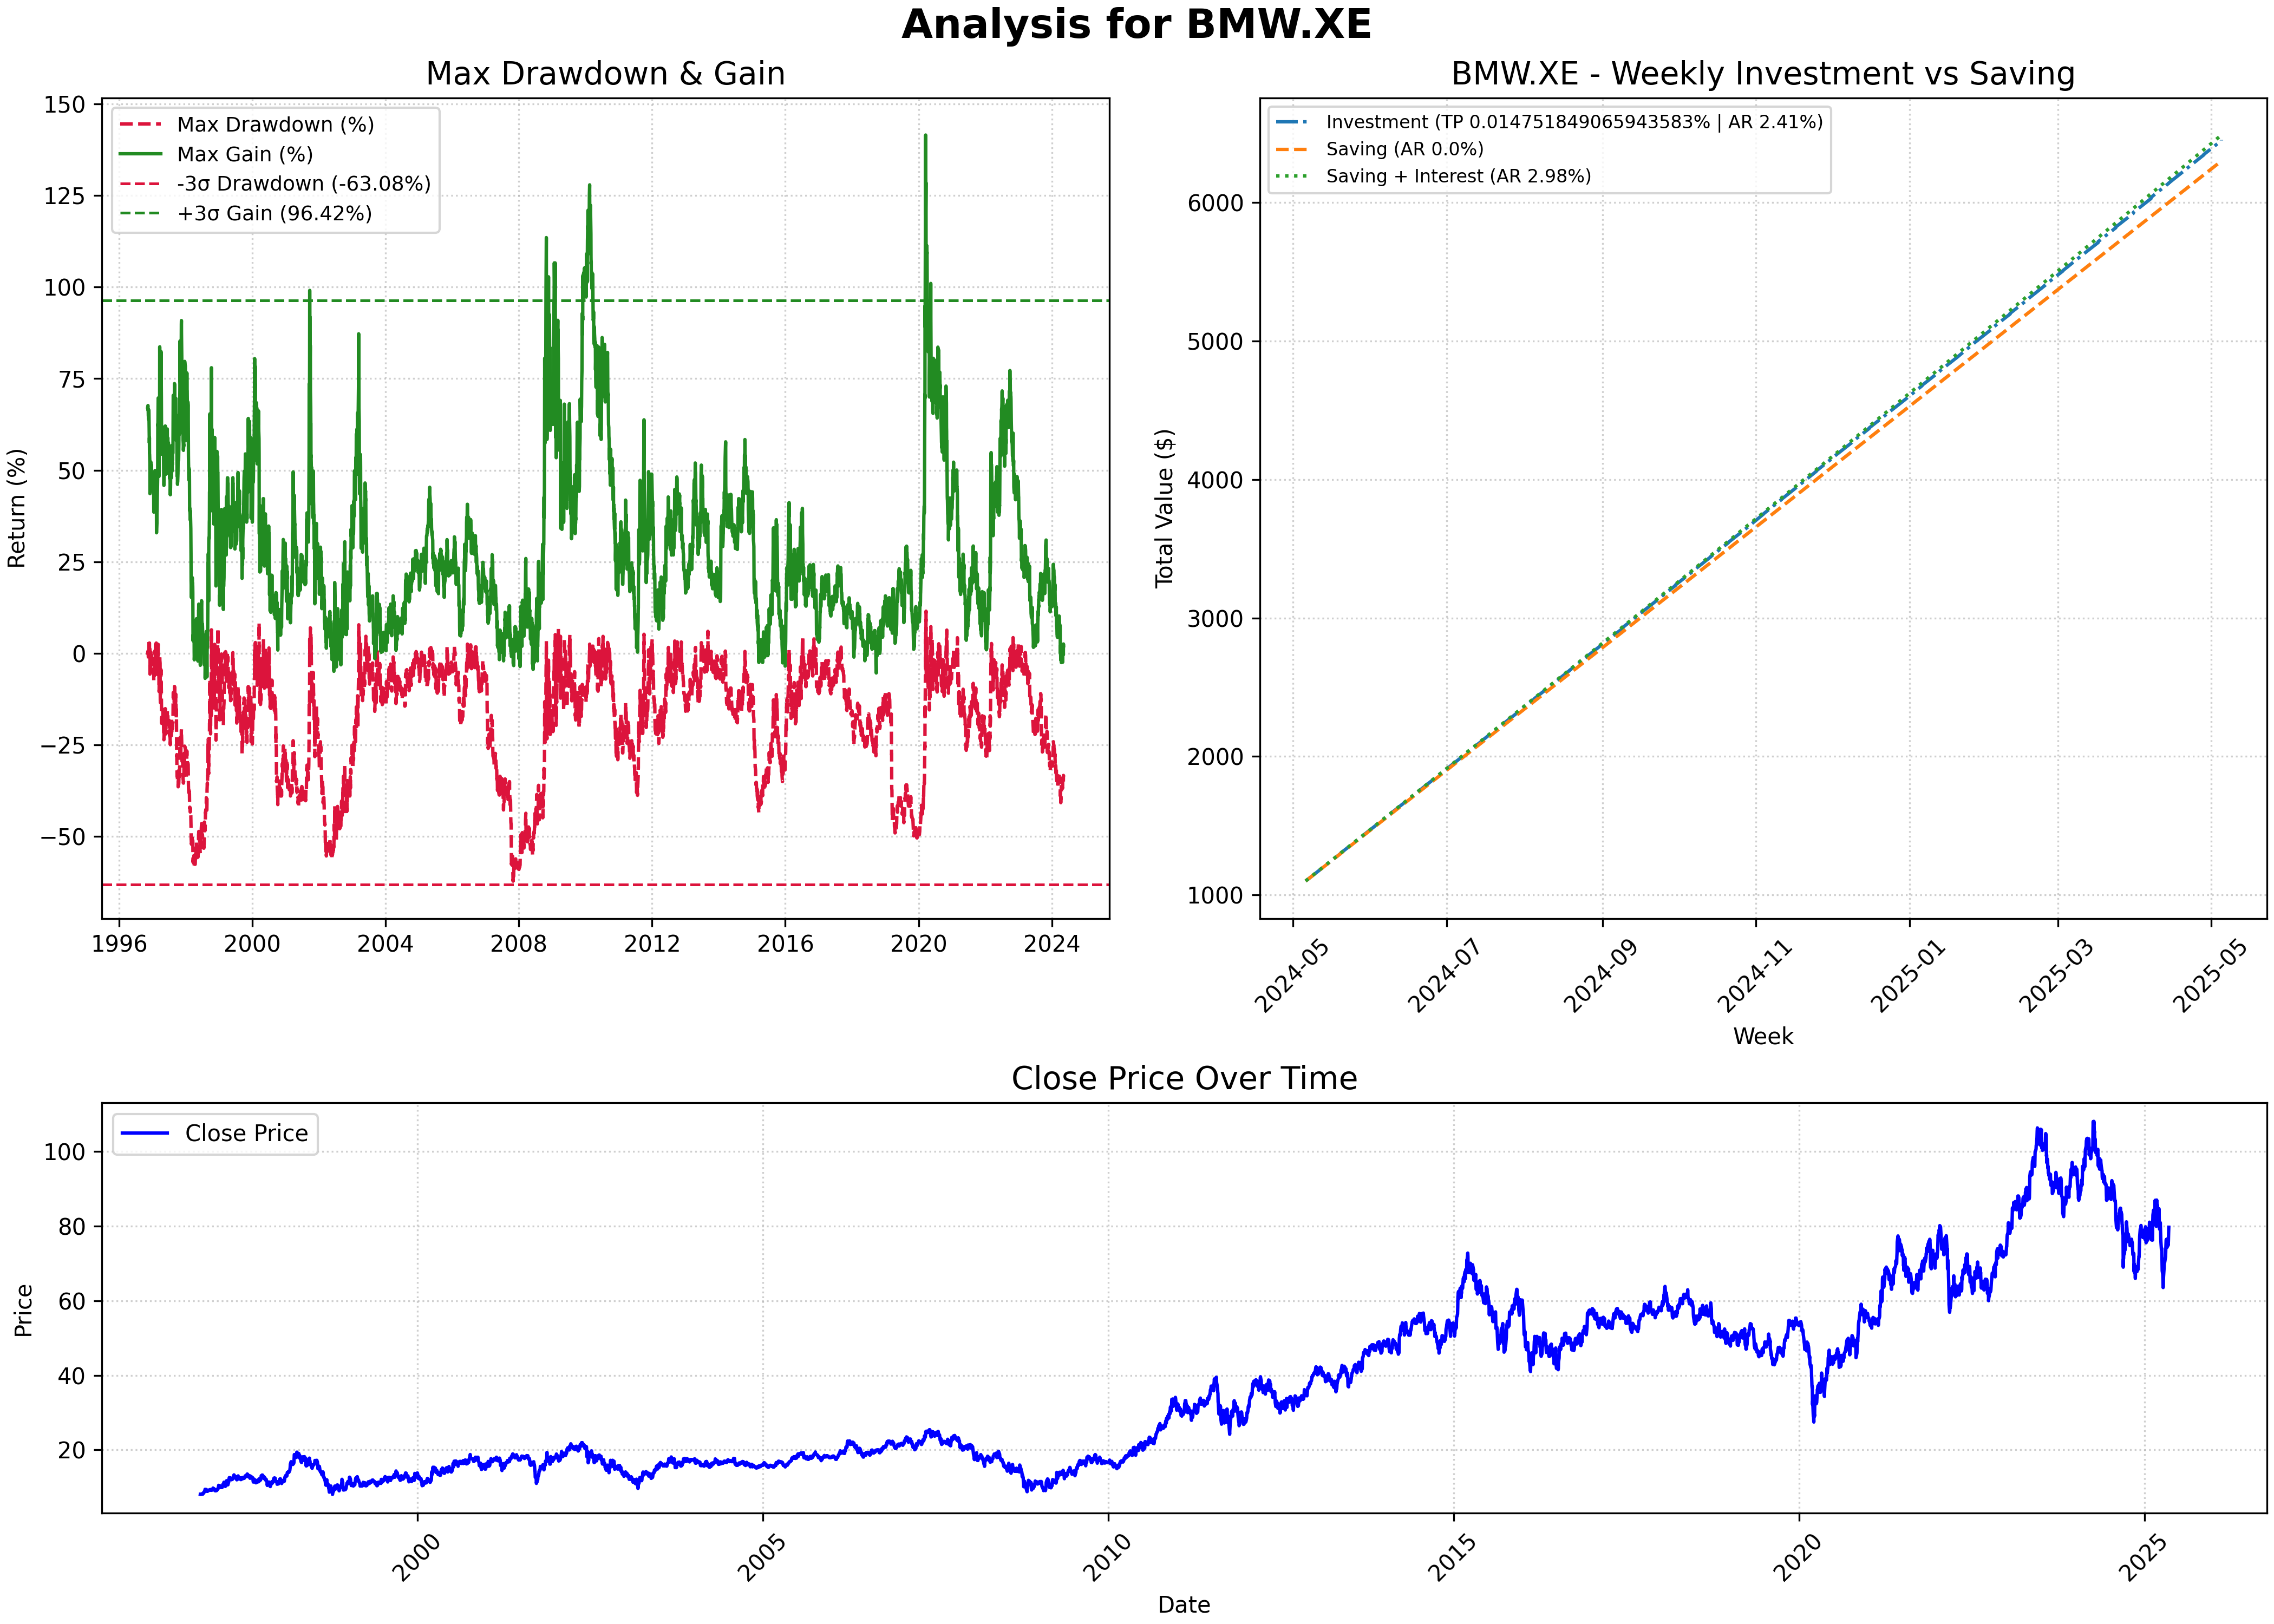 Analysis for BMW.XE
Max Drawdown & Gain
Max Drawdown (%)
Max Gain (%)
-3σ Drawdown (-63.08%)
+3σ Gain (96.42%)
Return (%)
150
125
100
75
50
25
0
−25
−50
1996
2000
2004
2008
2012
2016
2020
2024
BMW.XE - Weekly Investment vs Saving
Investment (TP 0.014751849065943583% | AR 2.41%)
Saving (AR 0.0%)
Saving + Interest (AR 2.98%)
Total Value ($)
6000
5000
4000
3000
2000
1000
2024-05
2024-07
2024-09
2024-11
2025-01
2025-03
2025-05
Week
Close Price Over Time
Close Price
Price
100
80
60
40
20
2000
2005
2010
2015
2020
2025
Date